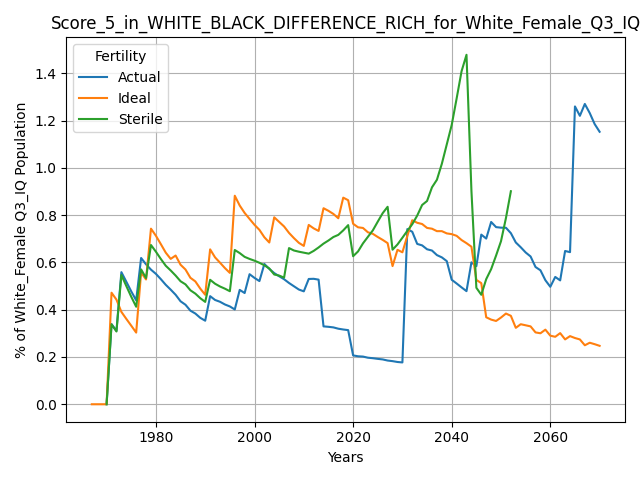 Score_5_in_WHITE_BLACK_DIFFERENCE_RICH_for_White_Female_Q3_IQ
Fertility
Actual
Ideal
Sterile
% of White_Female Q3_IQ Population
1.4
1.2
1.0
0.8
0.6
0.4
0.2
0.0
1980 2000 2020 2040 2060
Years